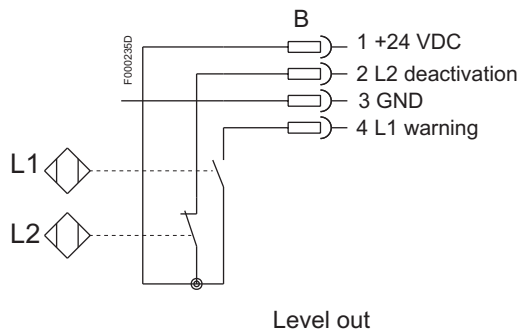 B
F000235D
1 +24 VDC
2 L2 deactivation
3 GND
4 L1 warning
L1
L2
Level out